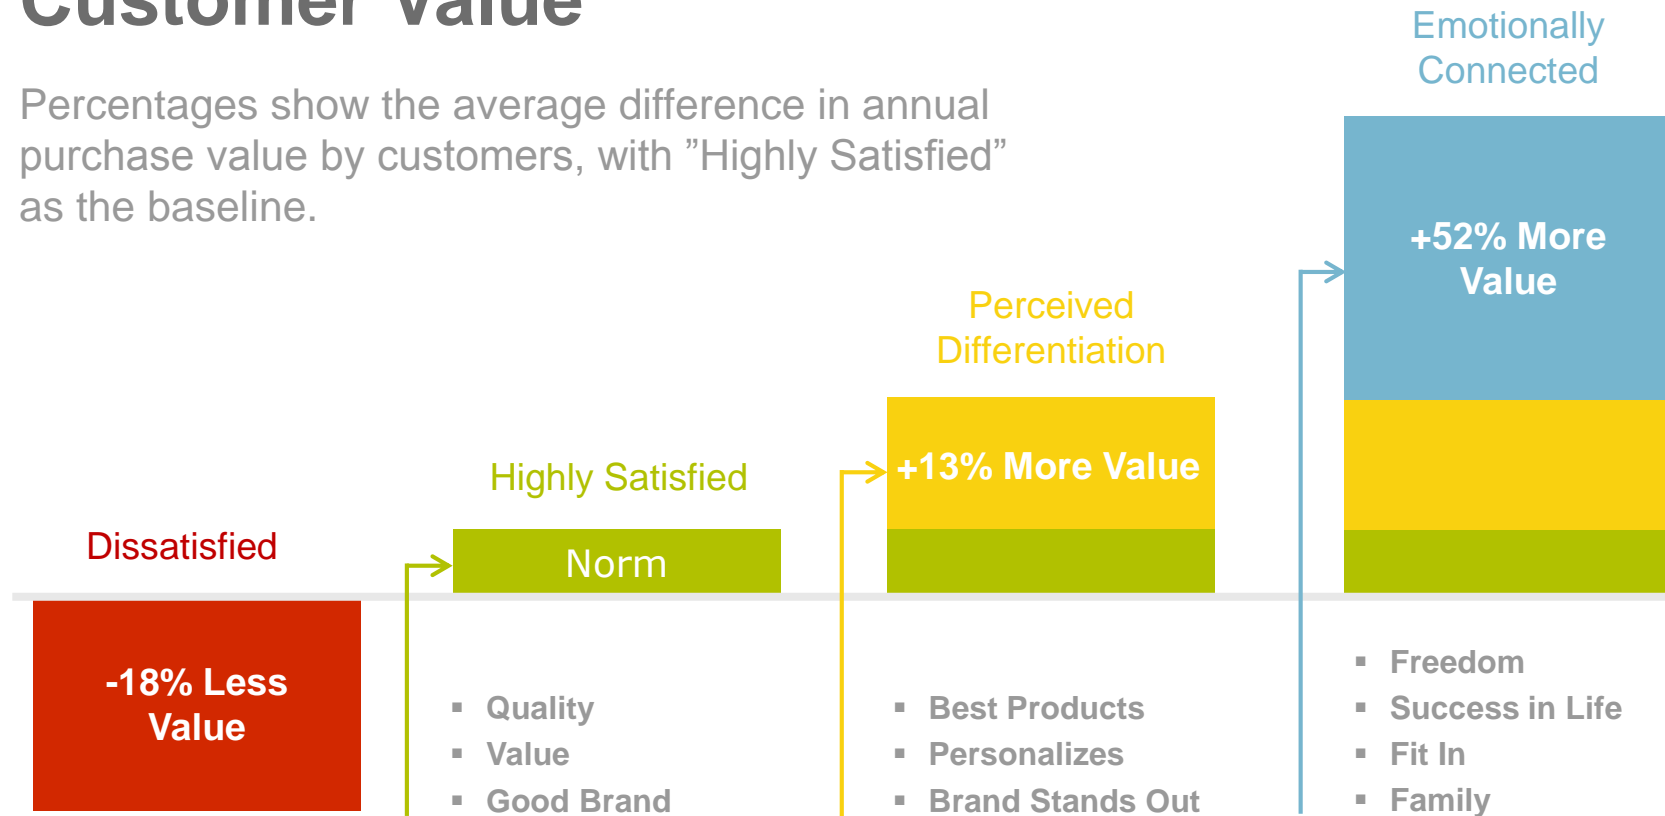 Customer Value
Percentages show the average difference in annual
purchase value by customers, with ”Highly Satisfied”
as the baseline.
Emotionally
Connected
+52% More
Value
Perceived
Differentiation
+13% More Value
Highly Satisfied
Norm
Dissatisfied
-18% Less
Value
▪ Quality
▪ Value
▪ Good Brand
▪ Best Products
▪ Personalizes
▪ Brand Stands Out
▪ Freedom
▪ Success in Life
▪ Fit In
▪ Family